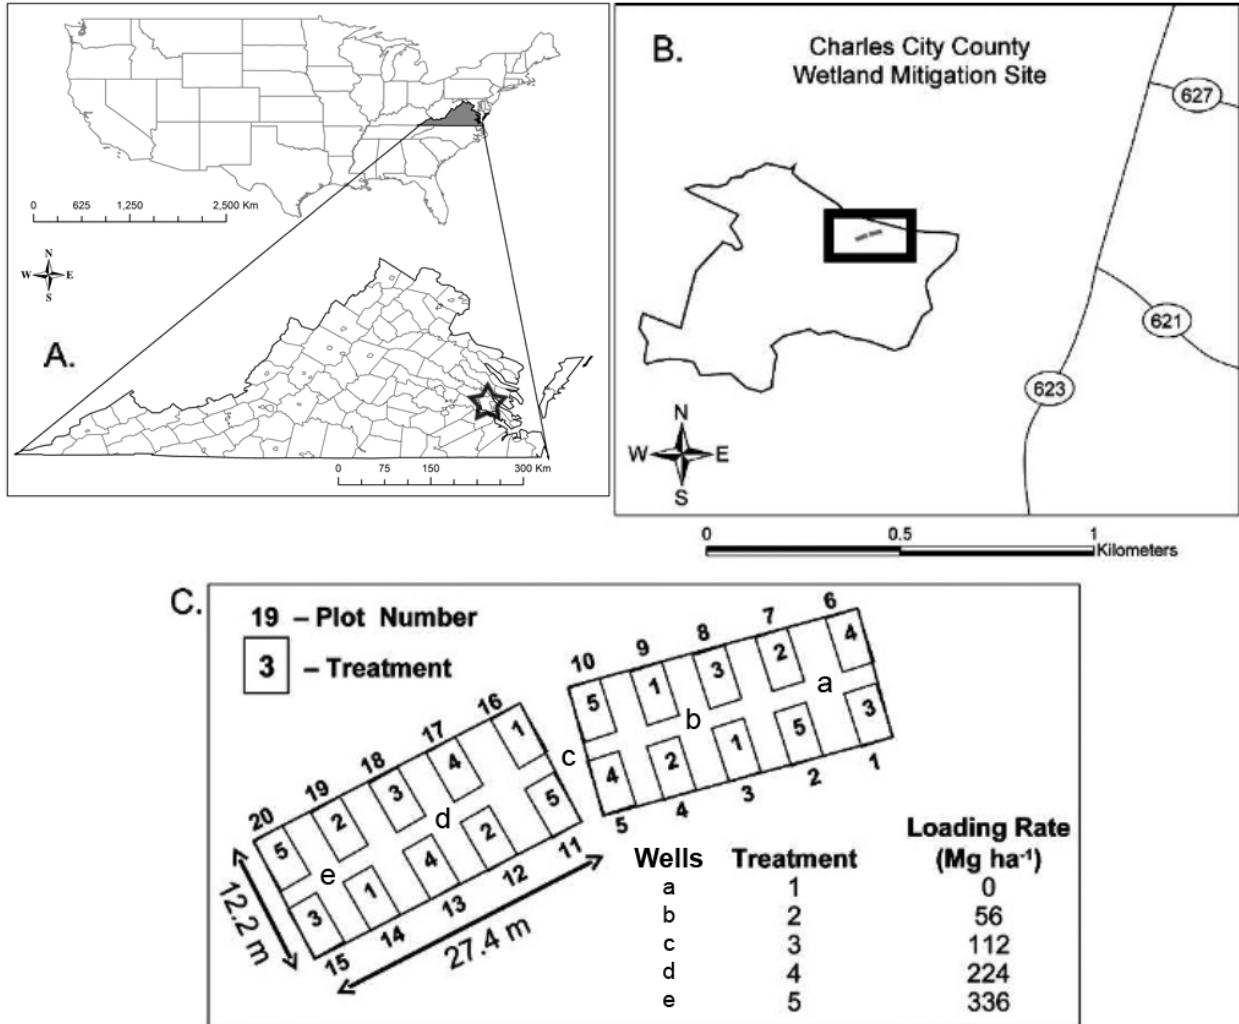 0 625 1,250 2,500 Km
N
W E
S
A.
0 75 150 300 Km
B.
Charles City County
Wetland Mitigation Site
627
621
623
N
W E
S
0 0.5 1
Kilometers
C.
19 – Plot Number
3 – Treatment
10 9 8 7 6
5 1 3 2 4
a
b
c
4 2 1 5 3
5 4 3 2 1
20 19 18 17 16
5 2 3 4 1
d
e
3 1 4 2 5
15 14 13 12 11
12.2 m
27.4 m
Wells Treatment Loading Rate
(Mg ha⁻¹)
a 1 0
b 2 56
c 3 112
d 4 224
e 5 336